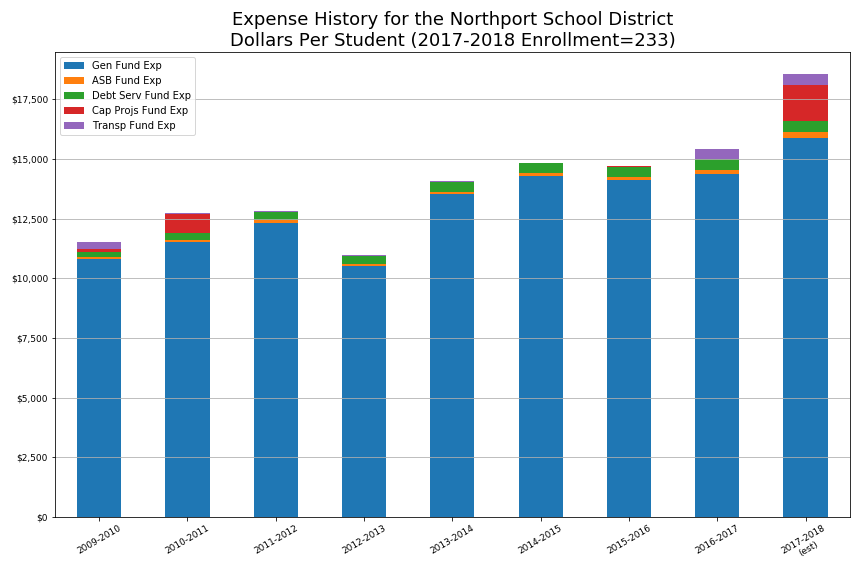 Expense History for the Northport School District
Dollars Per Student (2017-2018 Enrollment=233)
Gen Fund Exp
ASB Fund Exp
Debt Serv Fund Exp
Cap Projs Fund Exp
Transp Fund Exp
$17,500
$15,000
$12,500
$10,000
$7,500
$5,000
$2,500
$0
2009-2010
2010-2011
2011-2012
2012-2013
2013-2014
2014-2015
2015-2016
2016-2017
2017-2018
(est)